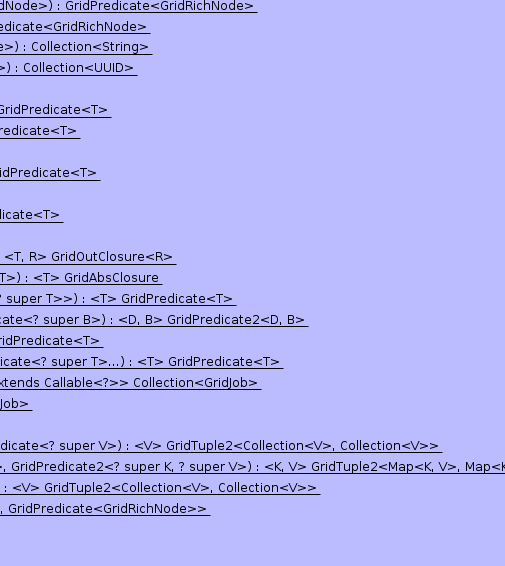 dNode>) : GridPredicate<GridRichNode>
edicate<GridRichNode>
e>) : Collection<String>
>) : Collection<UUID>
GridPredicate<T>
redicate<T>
idPredicate<T>
licate<T>
<T, R> GridOutClosure<R>
T>) : <T> GridAbsClosure
? super T>>) : <T> GridPredicate<T>
cate<? super B>) : <D, B> GridPredicate2<D, B>
ridPredicate<T>
icate<? super T>...) : <T> GridPredicate<T>
xtends Callable<?>> Collection<GridJob>
Job>
dicate<? super V>) : <V> GridTuple2<Collection<V>, Collection<V>>
>, GridPredicate2<? super K, ? super V>) : <K, V> GridTuple2<Map<K, V>, Map<K
: <V> GridTuple2<Collection<V>, Collection<V>>
, GridPredicate<GridRichNode>>